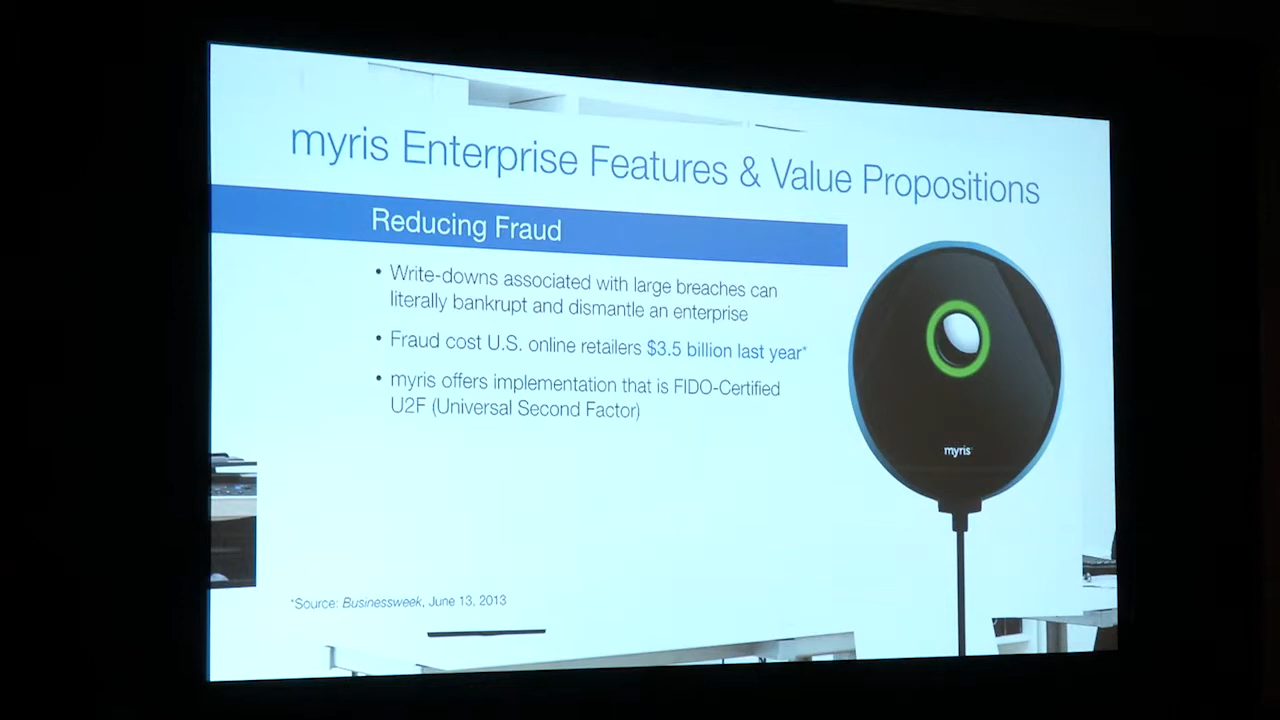 myris Enterprise Features & Value Propositions
Reducing Fraud
• Write-downs associated with large breaches can
literally bankrupt and dismantle an enterprise
• Fraud cost U.S. online retailers $3.5 billion last year*
• myris offers implementation that is FIDO-Certified
U2F (Universal Second Factor)
myris
*Source: Businessweek, June 13, 2013